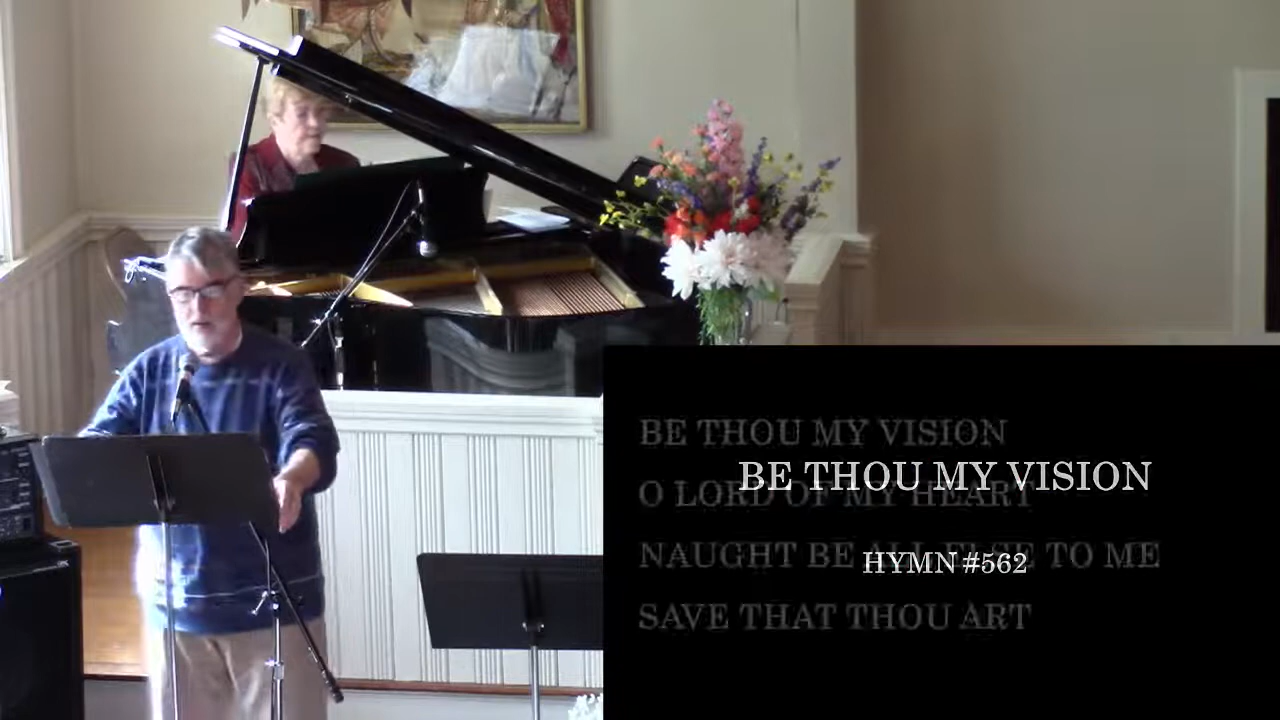 BE THOU MY VISION
BE THOU MY VISION
O LORD OF MY HEART
NAUGHT BE ALL ELSE TO ME
HYMN #562
SAVE THAT THOU ART